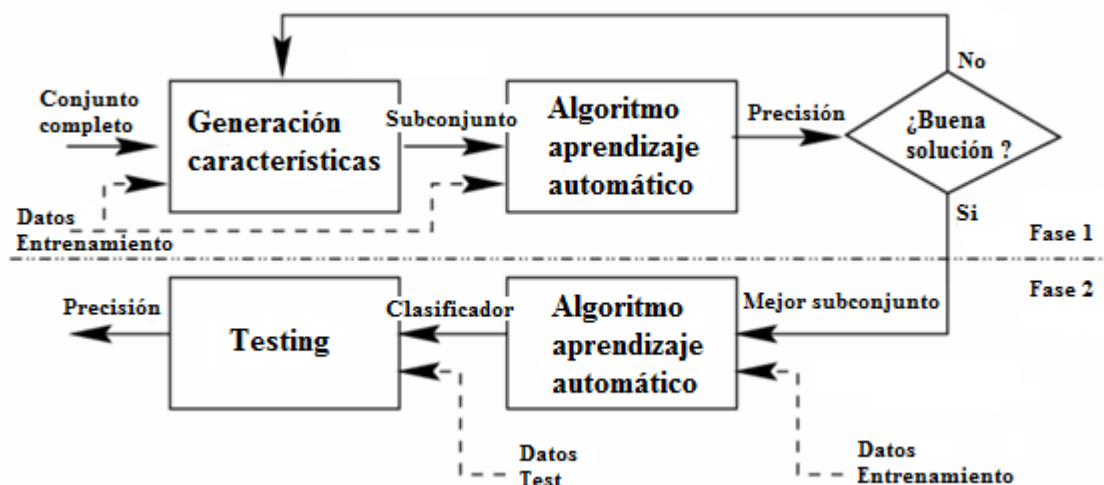 No
Conjunto
completo
Generación
características
Subconjunto
Algoritmo
aprendizaje
automático
Precisión
¿Buena
solución ?
Datos
Entrenamiento
Si
Fase 1
Fase 2
Precisión
Testing
Clasificador
Algoritmo
aprendizaje
automático
Mejor subconjunto
Datos
Test
Datos
Entrenamiento